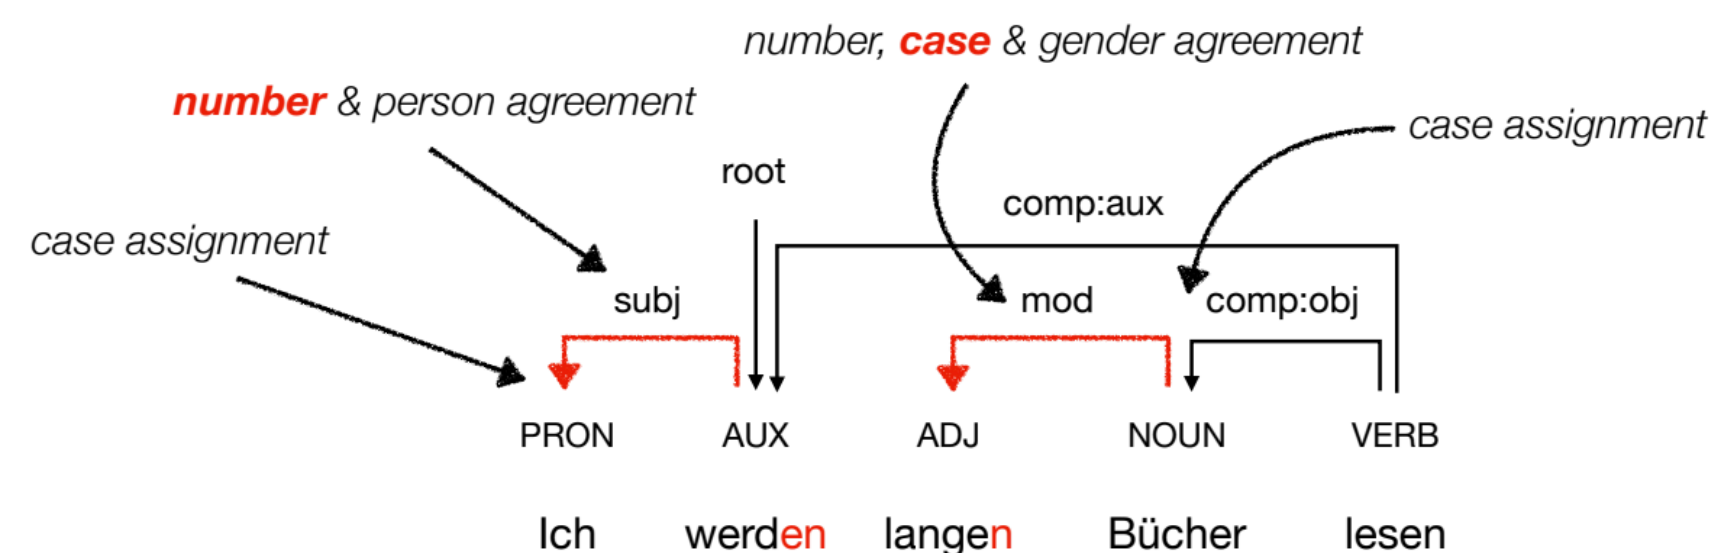 number, case & gender agreement
number & person agreement
case assignment
root
comp:aux
case assignment
subj
mod
comp:obj
PRON AUX ADJ NOUN VERB
Ich werden langen Bücher lesen